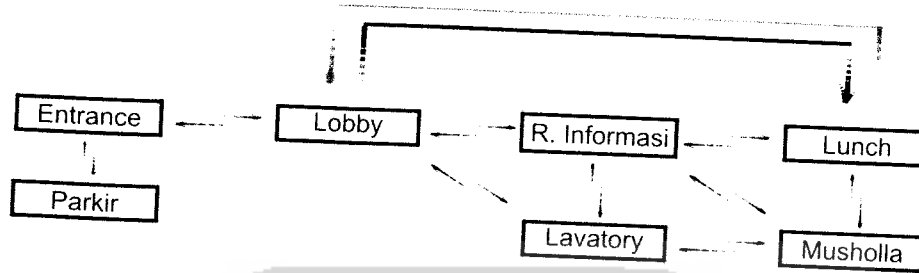 Entrance
Lobby
R. Informasi
Lunch
Parkir
Lavatory
Musholla